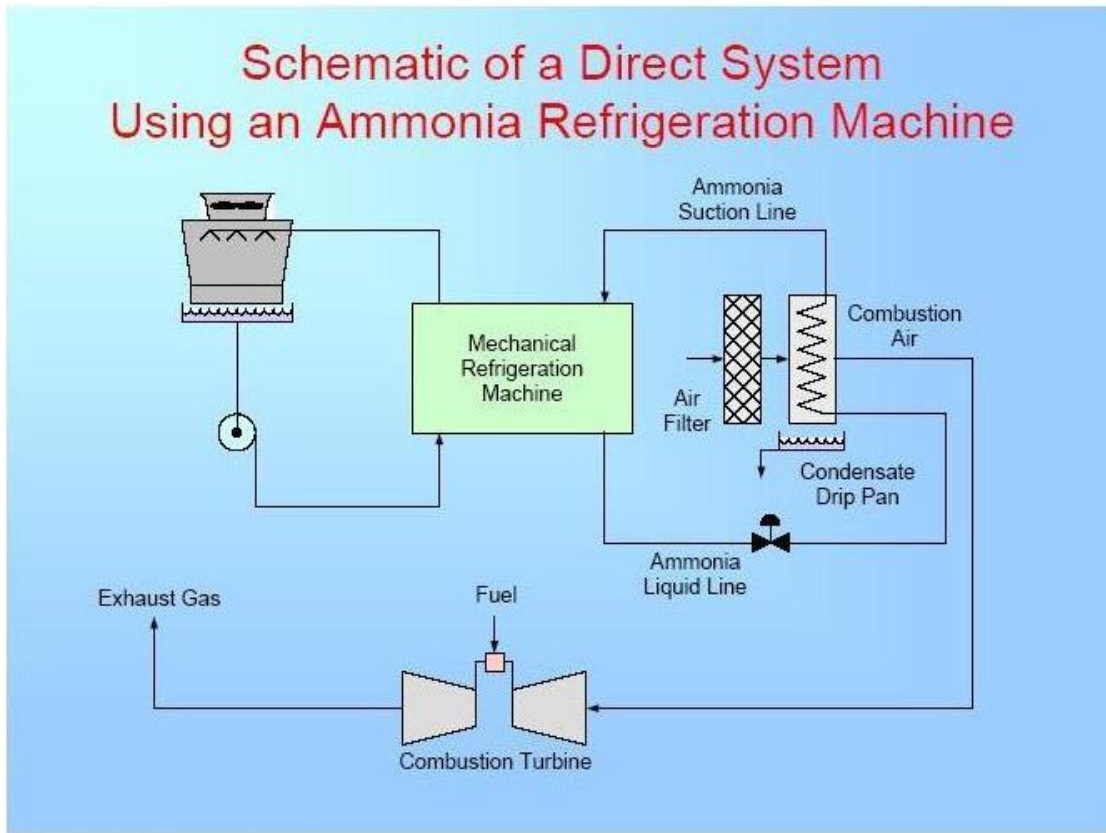 Schematic of a Direct System
Using an Ammonia Refrigeration Machine
Ammonia
Suction Line
Mechanical
Refrigeration
Machine
Combustion
Air
Air
Filter
Condensate
Drip Pan
Ammonia
Liquid Line
Exhaust Gas
Fuel
Combustion Turbine